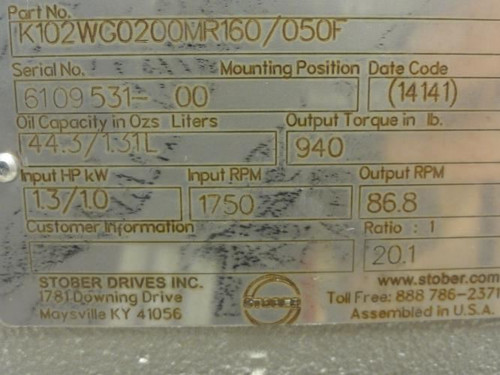 Part No.
K102WG0200MR160/050F
Serial No. Mounting Position Date Code
6109531- 00 (14141)
Oil Capacity in Ozs Liters Output Torque in lb.
44.3/1.31L 940
Input HP kW Input RPM Output RPM
1.3/1.0 1750 86.8
Customer Information Ratio : 1
20.1
STOBER DRIVES INC. www.stober.com
1781 Downing Drive STOBER Toll Free: 888 786-2371
Maysville KY 41056 Assembled in U.S.A.